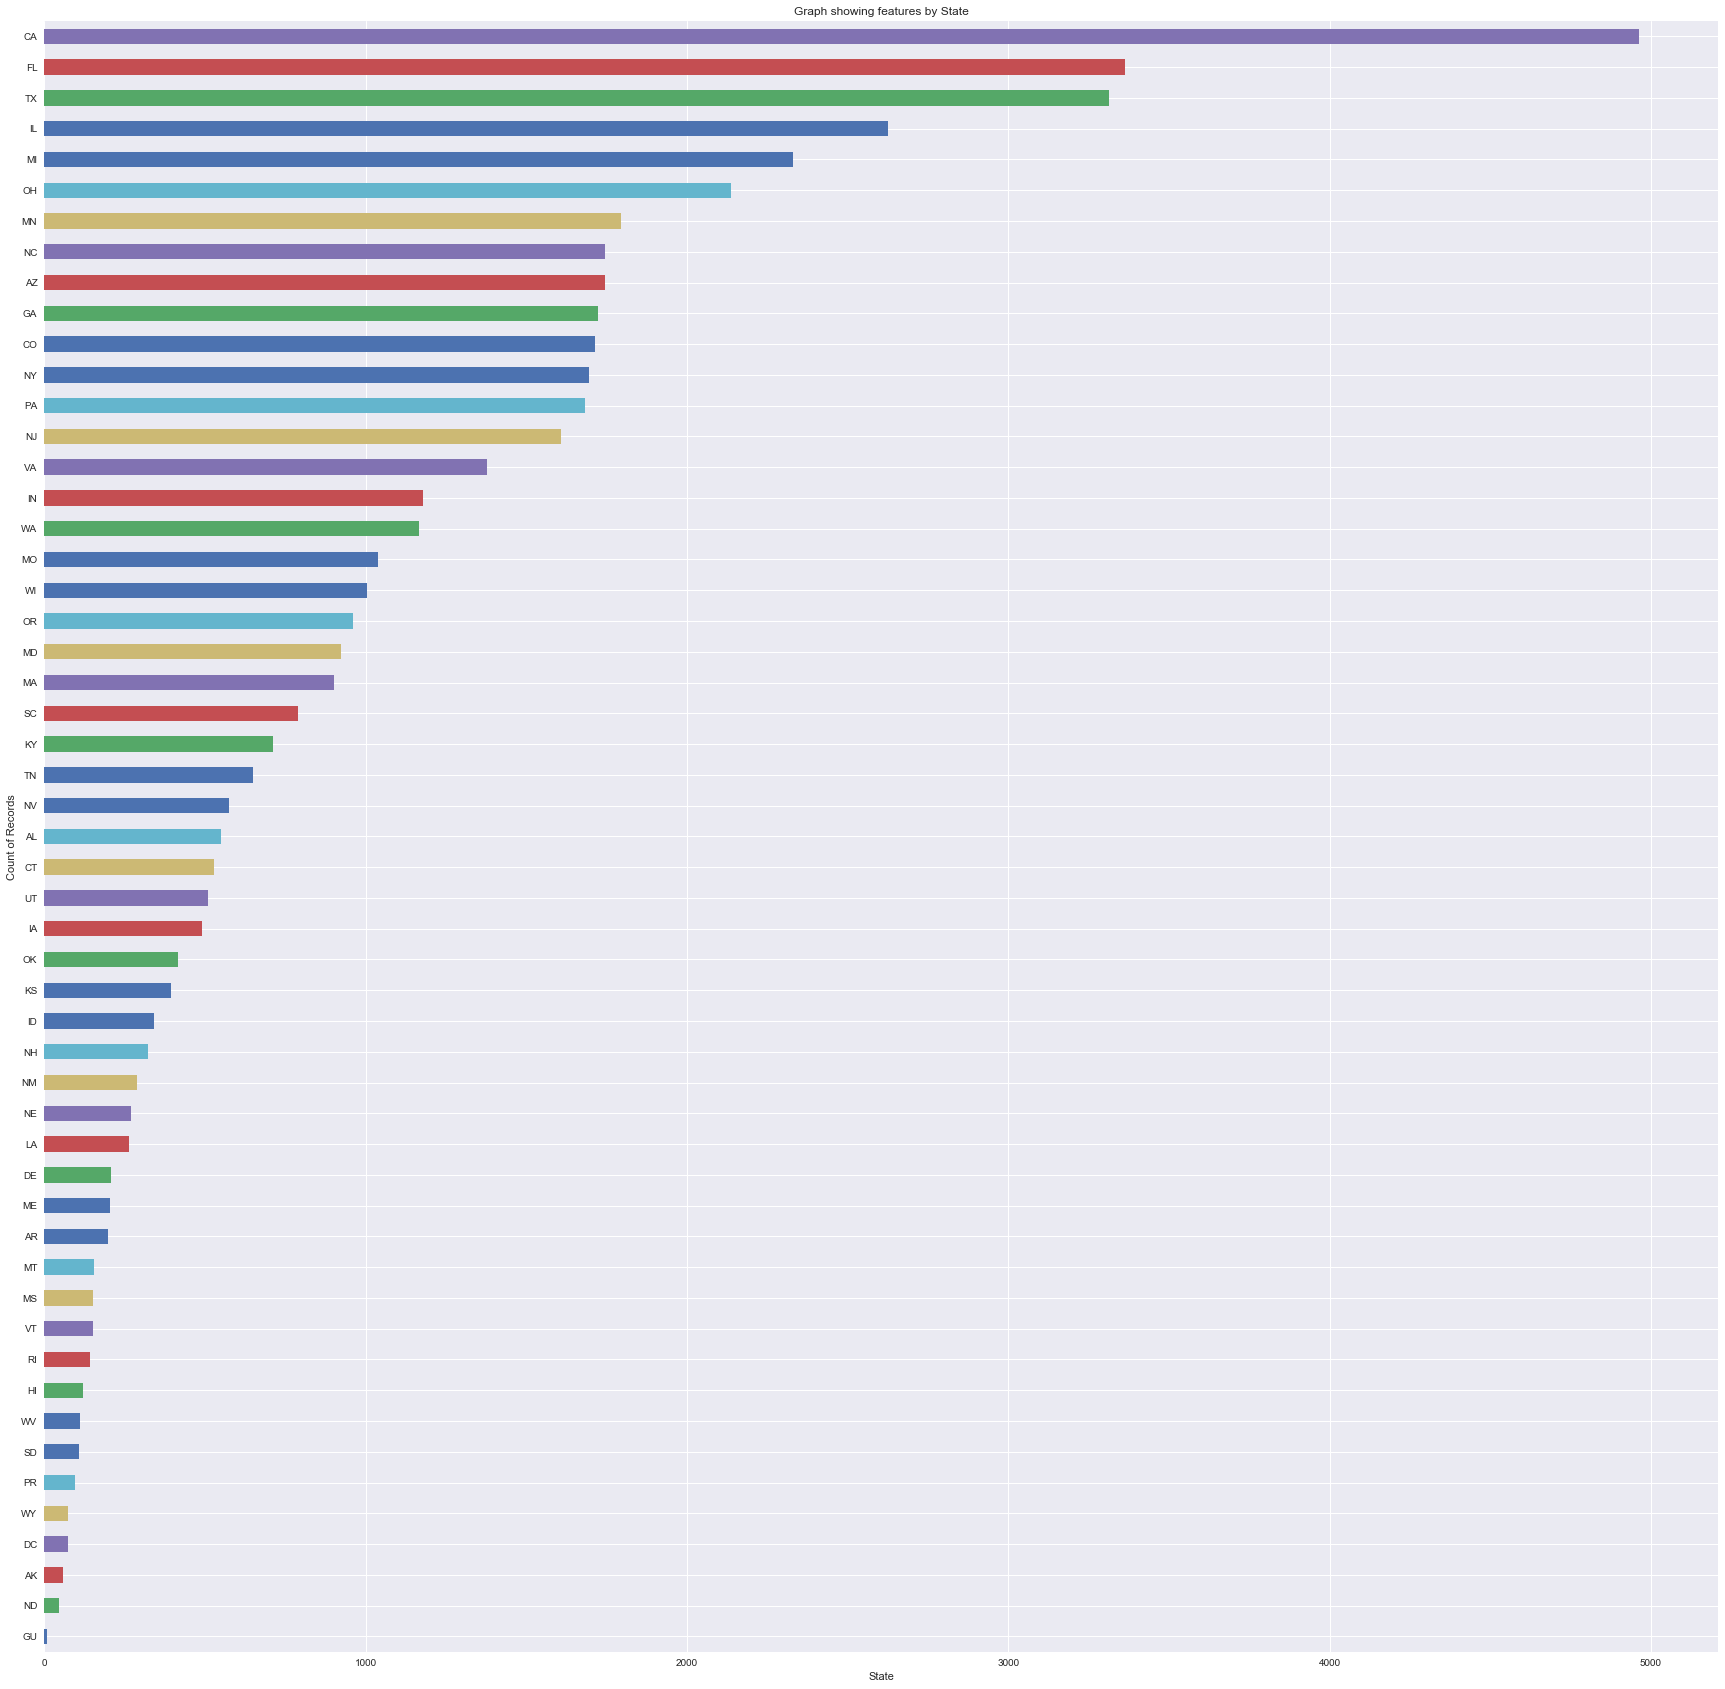 Graph showing features by State
CA
FL
TX
IL
MI
OH
MN
NC
AZ
GA
CO
NY
PA
NJ
VA
IN
WA
MO
WI
OR
MD
MA
SC
KY
TN
NV
Count of Records
AL
CT
UT
IA
OK
KS
ID
NH
NM
NE
LA
DE
ME
AR
MT
MS
VT
RI
HI
WV
SD
PR
WY
DC
AK
ND
GU
0 1000 2000 3000 4000 5000
State